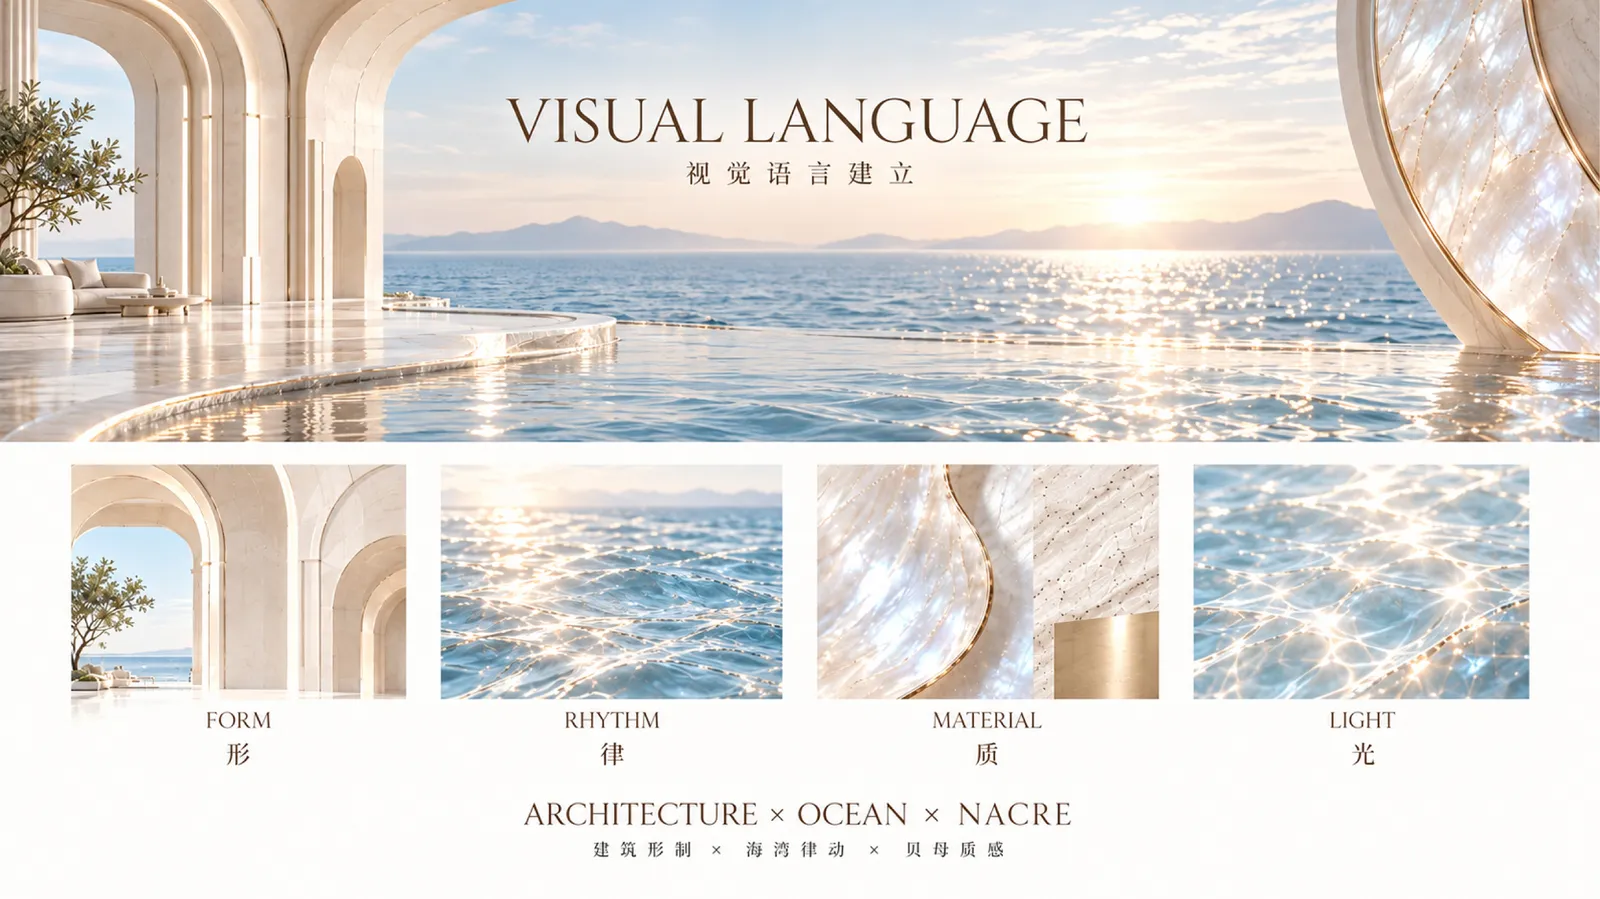 VISUAL LANGUAGE
视觉语言建立
FORM
形
RHYTHM
律
MATERIAL
质
LIGHT
光
ARCHITECTURE × OCEAN × NACRE
建筑形制 × 海湾律动 × 贝母质感